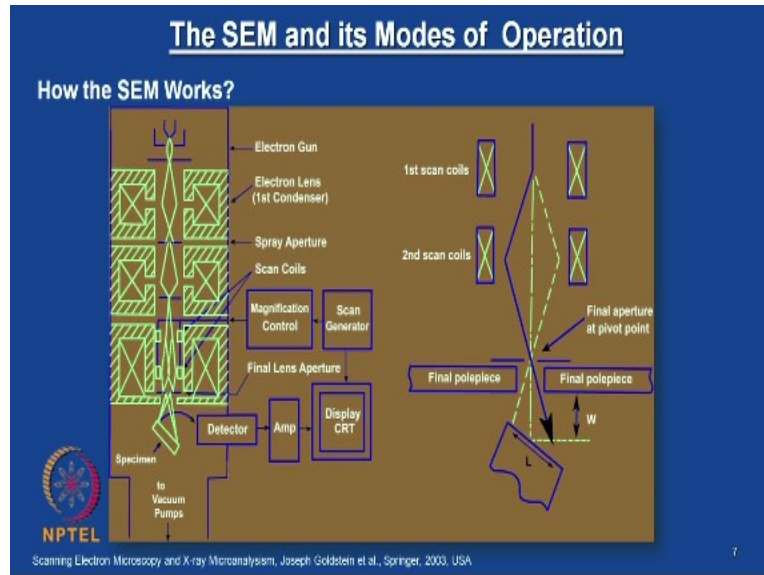 The SEM and its Modes of Operation
How the SEM Works?
Electron Gun
Electron Lens
(1st Condenser)
Spray Aperture
Scan Coils
Magnification
Control
Scan
Generator
Final Lens Aperture
Detector
Amp
Display
CRT
Specimen
to
Vacuum
Pumps
1st scan coils
2nd scan coils
Final aperture
at pivot point
Final polepiece
Final polepiece
W
L
NPTEL
Scanning Electron Microscopy and X-ray Microanalysism, Joseph Goldstein et al., Springer, 2003, USA
7